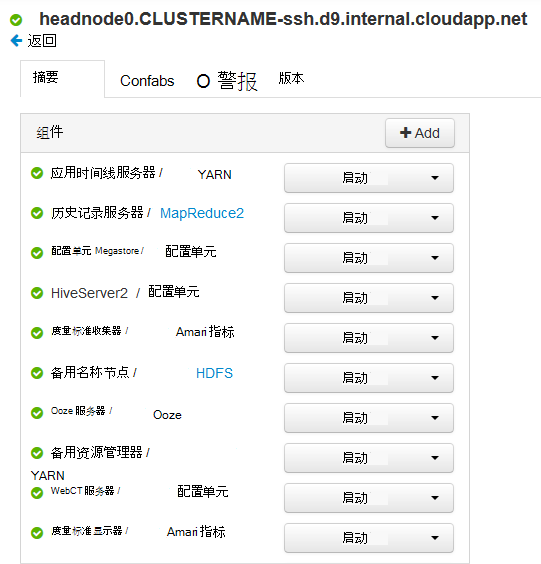 headnode0.CLUSTERNAME-ssh.d9.internal.cloudapp.net
返回
摘要 Confabs O 警报 版本
组件 Add
应用时间线服务器 / YARN 启动
历史记录服务器 / MapReduce2 启动
配置单元 Megastore / 配置单元 启动
HiveServer2 / 配置单元 启动
质量标准收集器 / Amari 指标 启动
备用名称节点 / HDFS 启动
Ooze 服务器 / Ooze 启动
备用资源管理器 / 启动
YARN
WebCT 服务器 / 配置单元 启动
质量标准显示器 / Amari 指标 启动